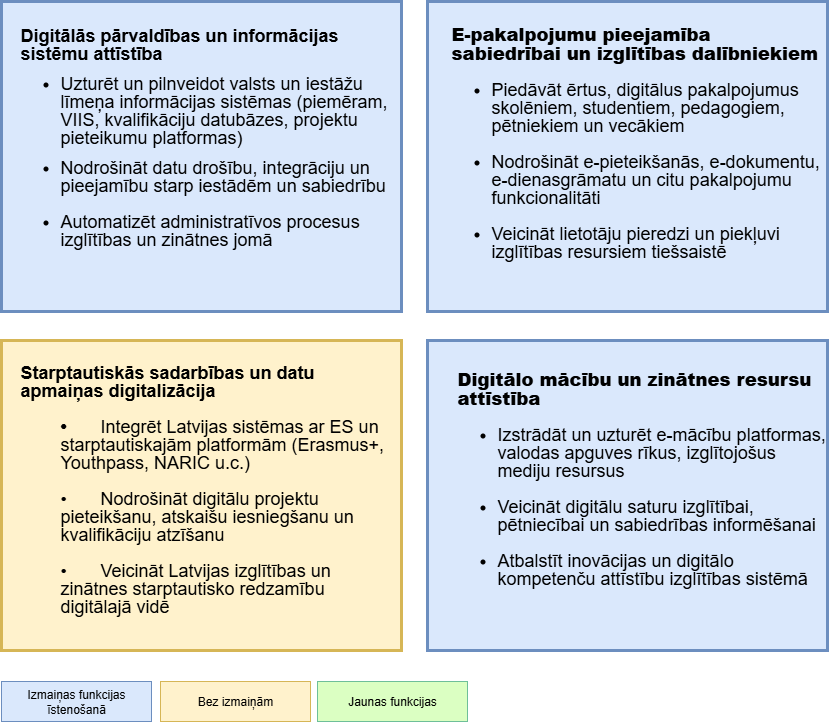 Digitālās pārvaldības un informācijas
sistēmu attīstība
• Uzturēt un pilnveidot valsts un iestāžu
līmeņa informācijas sistēmas (piemēram,
VIIS, kvalifikāciju datubāzes, projektu
pieteikumu platformas)
• Nodrošināt datu drošību, integrāciju un
pieejamību starp iestādēm un sabiedrību
• Automatizēt administratīvos procesus
izglītības un zinātnes jomā
E-pakalpojumu pieejamība
sabiedrībai un izglītības dalībniekiem
• Piedāvāt ērtus, digitālus pakalpojumus
skolēniem, studentiem, pedagogiem,
pētniekiem un vecākiem
• Nodrošināt e-pieteikšanās, e-dokumentu,
e-dienasgrāmatu un citu pakalpojumu
funkcionalitāti
• Veicināt lietotāju pieredzi un piekļuvi
izglītības resursiem tiešsaistē
Starptautiskās sadarbības un datu
apmaiņas digitalizācija
• Integrēt Latvijas sistēmas ar ES un
starptautiskajām platformām (Erasmus+,
Youthpass, NARIC u.c.)
• Nodrošināt digitālu projektu
pieteikšanu, atskaišu iesniegšanu un
kvalifikāciju atzīšanu
• Veicināt Latvijas izglītības un
zinātnes starptautisko redzamību
digitālajā vidē
Digitālo mācību un zinātnes resursu
attīstība
• Izstrādāt un uzturēt e-mācību platformas,
valodas apguves rīkus, izglītojošus
mediju resursus
• Veicināt digitālu saturu izglītībai,
pētniecībai un sabiedrības informēšanai
• Atbalstīt inovācijas un digitālo
kompetenču attīstību izglītības sistēmā
Izmaiņas funkcijas
īstenošanā
Bez izmaiņām
Jaunas funkcijas